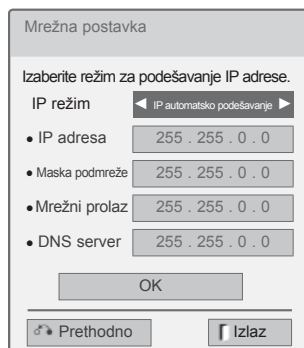 Mrežna postavka
Izaberite režim za podešavanje IP adrese.
IP režim ◀ IP automatsko podešavanje ▶
• IP adresa 255 . 255 . 0 . 0
• Maska podmreže 255 . 255 . 0 . 0
• Mrežni prolaz 255 . 255 . 0 . 0
• DNS server 255 . 255 . 0 . 0
OK
Prethodno Izlaz